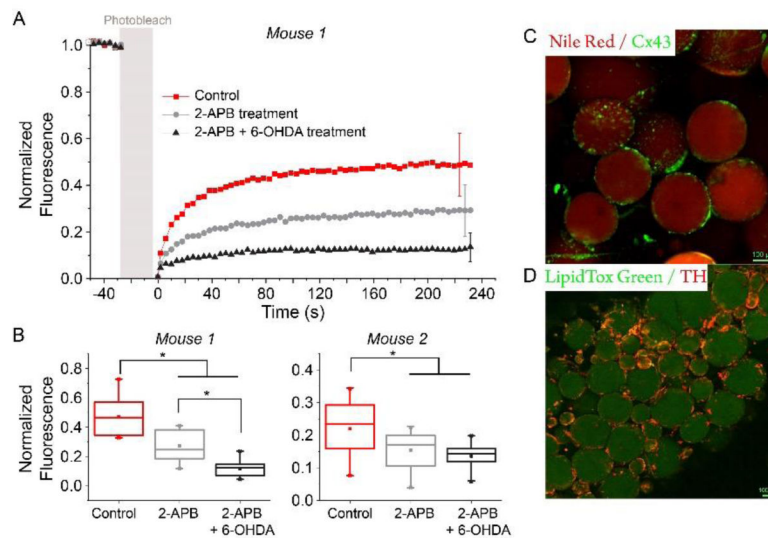 A
Photobleach
Mouse 1
1.0
0.8
0.6
0.4
0.2
0.0
Normalized
Fluorescence
Control
2-APB treatment
2-APB + 6-OHDA treatment
-40 0 40 80 120 160 200 240
Time (s)
B
Mouse 1
0.8
0.6
0.4
0.2
0.0
Normalized
Fluorescence
*
*
Control 2-APB 2-APB
+ 6-OHDA
Mouse 2
0.4
0.3
0.2
0.1
0.0
*
Control 2-APB 2-APB
+ 6-OHDA
C
Nile Red / Cx43
D
LipidTox Green / TH